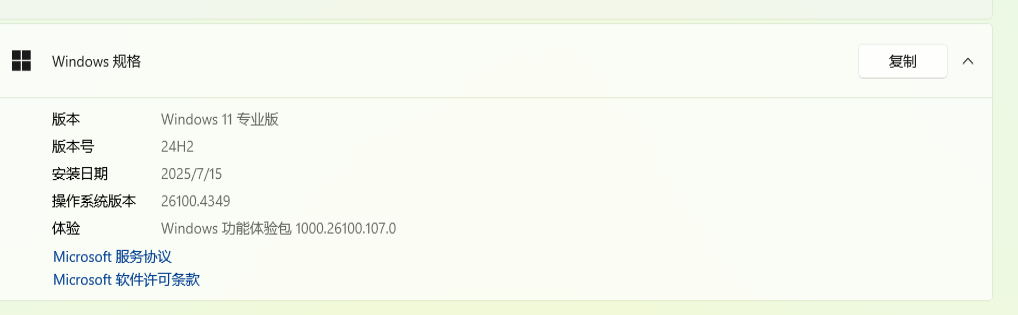 Windows 规格
复制
版本 Windows 11 专业版
版本号 24H2
安装日期 2025/7/15
操作系统版本 26100.4349
体验 Windows 功能体验包 1000.26100.107.0
Microsoft 服务协议
Microsoft 软件许可条款